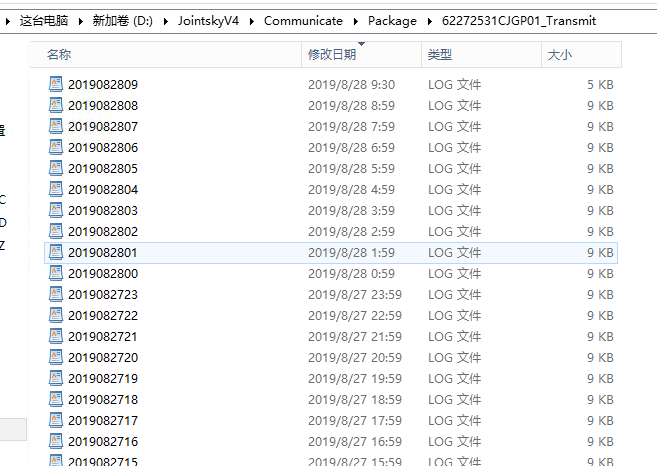 这台电脑 新加卷 (D:) JointskyV4 Communicate Package 62272531CJGP01_Transmit
名称 修改日期 类型 大小
2019082809 2019/8/28 9:30 LOG 文件 5 KB
2019082808 2019/8/28 8:59 LOG 文件 9 KB
2019082807 2019/8/28 7:59 LOG 文件 9 KB
置
2019082806 2019/8/28 6:59 LOG 文件 9 KB
2019082805 2019/8/28 5:59 LOG 文件 9 KB
2019082804 2019/8/28 4:59 LOG 文件 9 KB
C
2019082803 2019/8/28 3:59 LOG 文件 9 KB
D
2019082802 2019/8/28 2:59 LOG 文件 9 KB
Z
2019082801 2019/8/28 1:59 LOG 文件 9 KB
2019082800 2019/8/28 0:59 LOG 文件 9 KB
2019082723 2019/8/27 23:59 LOG 文件 9 KB
2019082722 2019/8/27 22:59 LOG 文件 9 KB
2019082721 2019/8/27 21:59 LOG 文件 9 KB
2019082720 2019/8/27 20:59 LOG 文件 9 KB
2019082719 2019/8/27 19:59 LOG 文件 9 KB
2019082718 2019/8/27 18:59 LOG 文件 9 KB
2019082717 2019/8/27 17:59 LOG 文件 9 KB
2019082716 2019/8/27 16:59 LOG 文件 9 KB
2019082715 2019/8/27 15:59 LOG 文件 9 KB